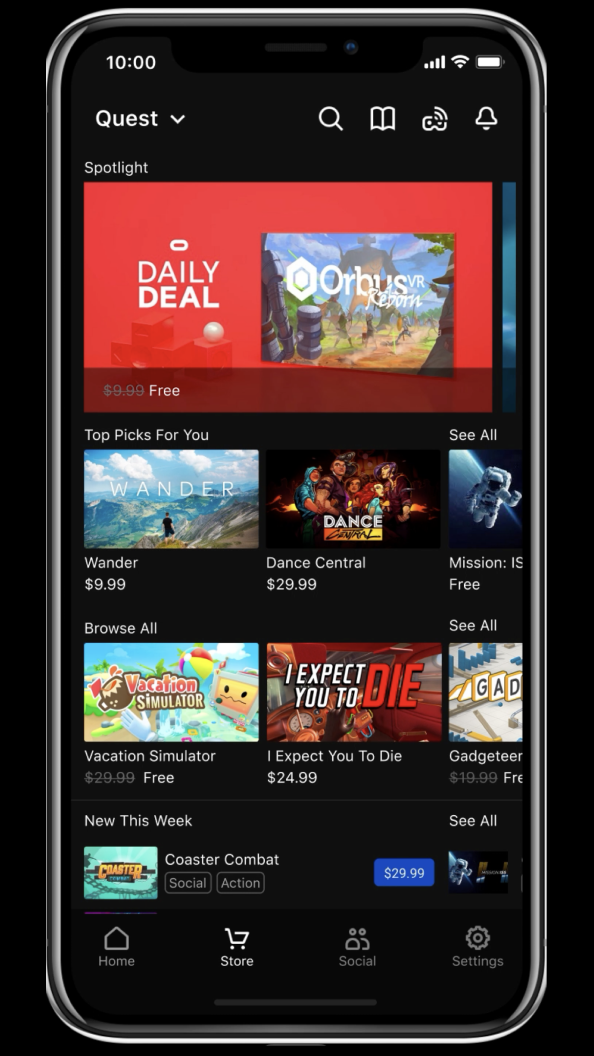 10:00
Quest
Spotlight
DAILY
DEAL
OrbusVR
Reborn
$9.99 Free
Top Picks For You
See All
WANDER
DANCE
CENTRAL
Wander
Dance Central
Mission: IS
$9.99
$29.99
Free
Browse All
See All
Vacation
SIMULATOR
I EXPECT
YOU TO DIE
GAD
Vacation Simulator
I Expect You To Die
Gadgeteer
$29.99 Free
$24.99
$19.99 Fre
New This Week
See All
COASTER
COMBAT
Coaster Combat
Social
Action
$29.99
MISSION:ISS
Home
Store
Social
Settings